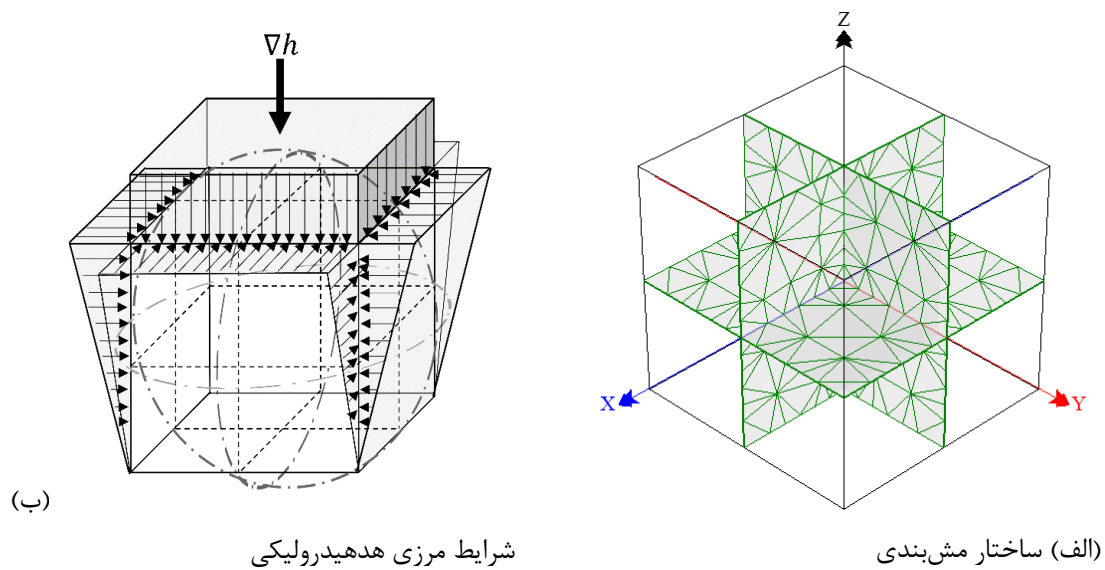 ∇h
Z
X
Y
(ب)
(الف) ساختار مش‌بندی
شرایط مرزی هدهیدرولیکی